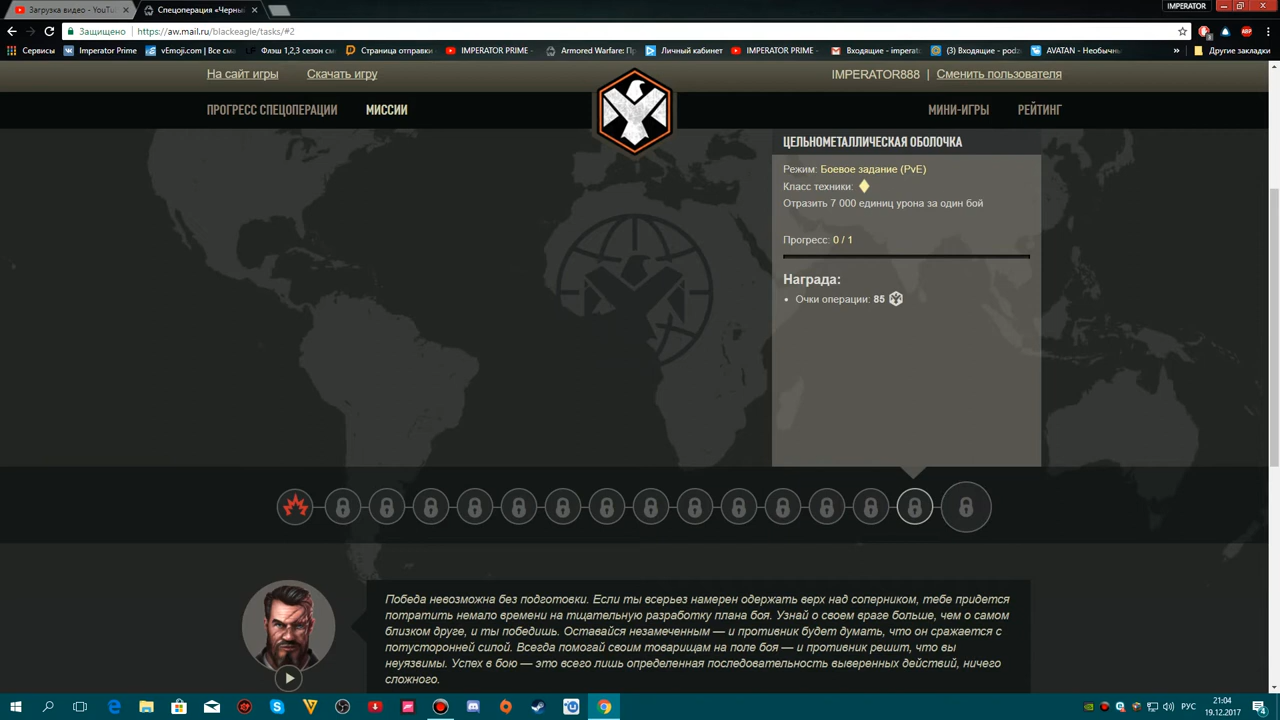 Загрузка видео - YouTu
Спецоперация «Черны
IMPERATOR
Защищено
https://aw.mail.ru/blackeagle/tasks/#2
Сервисы
Imperator Prime
vEmoji.com | Все сма
Флэш 1,2,3 сезон см
Страница отправки
IMPERATOR PRIME -
Armored Warfare: П
Личный кабинет
IMPERATOR PRIME -
Входящие - imperato
(3) Входящие - podz
AVATAN - Необычн
»
Другие закладки
На сайт игры
Скачать игру
IMPERATOR888 | Сменить пользователя
ПРОГРЕСС СПЕЦОПЕРАЦИИ
МИССИИ
МИНИ-ИГРЫ
РЕЙТИНГ
ЦЕЛЬНОМЕТАЛЛИЧЕСКАЯ ОБОЛОЧКА
Режим: Боевое задание (PvE)
Класс техники:
Отразить 7 000 единиц урона за один бой
Прогресс: 0 / 1
Награда:
• Очки операции: 85
Победа невозможна без подготовки. Если ты всерьез намерен одержать верх над соперником, тебе придется
потратить немало времени на тщательную разработку плана боя. Узнай о своем враге больше, чем о самом
близком друге, и ты победишь. Оставайся незамеченным — и противник будет думать, что он сражается с
потусторонней силой. Всегда помогай своим товарищам на поле боя — и противник решит, что вы
неуязвимы. Успех в бою — это всего лишь определенная последовательность выверенных действий, ничего
сложного.
РУС
21:04
19.12.2017
4